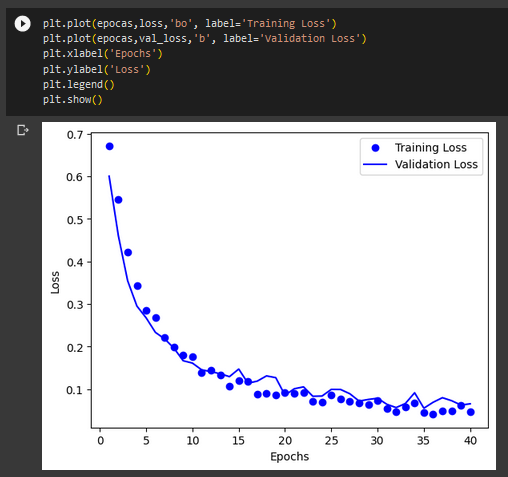 plt.plot(epocas,loss,'bo', label='Training Loss')
plt.plot(epocas,val_loss,'b', label='Validation Loss')
plt.xlabel('Epochs')
plt.ylabel('Loss')
plt.legend()
plt.show()
Training Loss
Validation Loss
0.7
0.6
0.5
0.4
0.3
0.2
0.1
Loss
0 5 10 15 20 25 30 35 40
Epochs